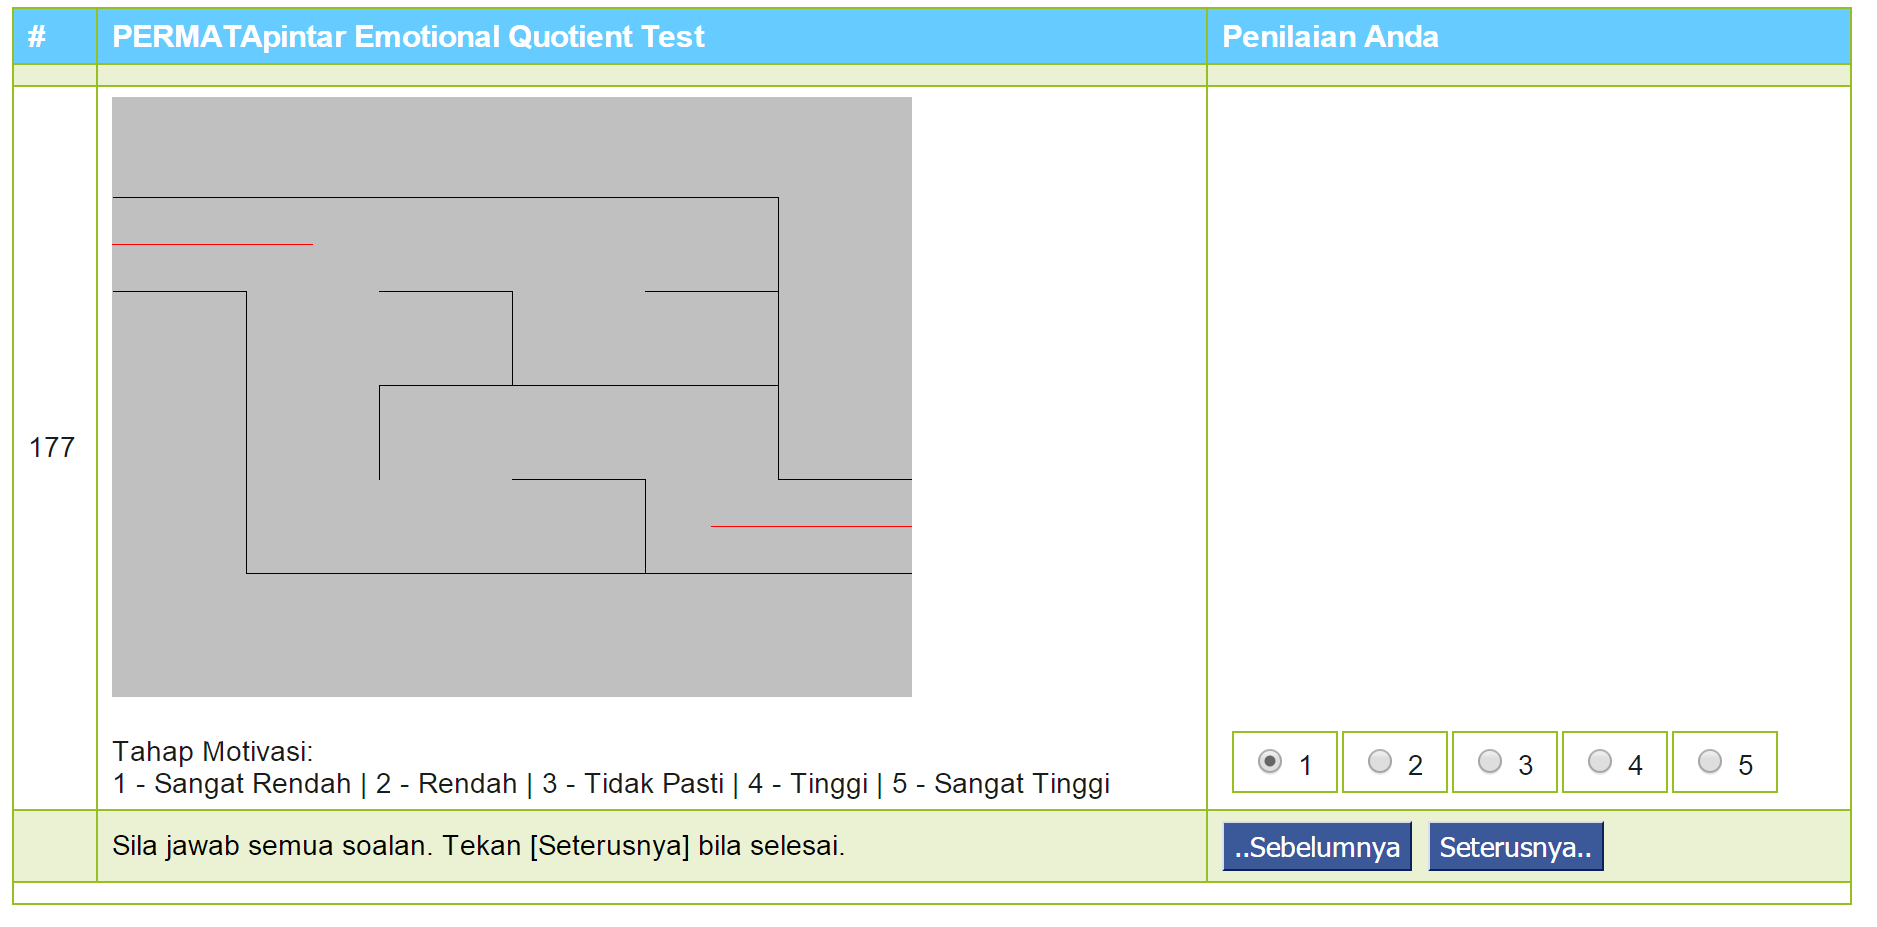 # PERMATApintar Emotional Quotient Test Penilaian Anda
177
Tahap Motivasi:
1 - Sangat Rendah | 2 - Rendah | 3 - Tidak Pasti | 4 - Tinggi | 5 - Sangat Tinggi
1 2 3 4 5
Sila jawab semua soalan. Tekan [Seterusnya] bila selesai.
..Sebelumnya Seterusnya..